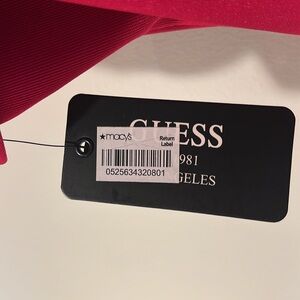 ★macy's Return
Label
0525634320801
GUESS
981
GELES